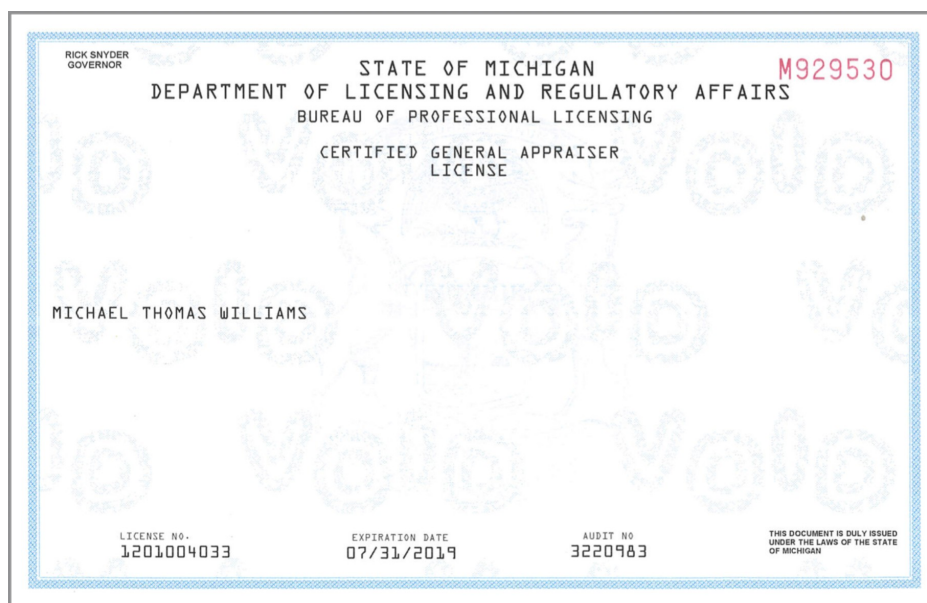 RICK SNYDER
GOVERNOR
M929530
STATE OF MICHIGAN
DEPARTMENT OF LICENSING AND REGULATORY AFFAIRS
BUREAU OF PROFESSIONAL LICENSING
CERTIFIED GENERAL APPRAISER
LICENSE
MICHAEL THOMAS WILLIAMS
LICENSE NO.
1201004033
EXPIRATION DATE
07/31/2019
AUDIT NO
3220983
THIS DOCUMENT IS DULY ISSUED
UNDER THE LAWS OF THE STATE
OF MICHIGAN